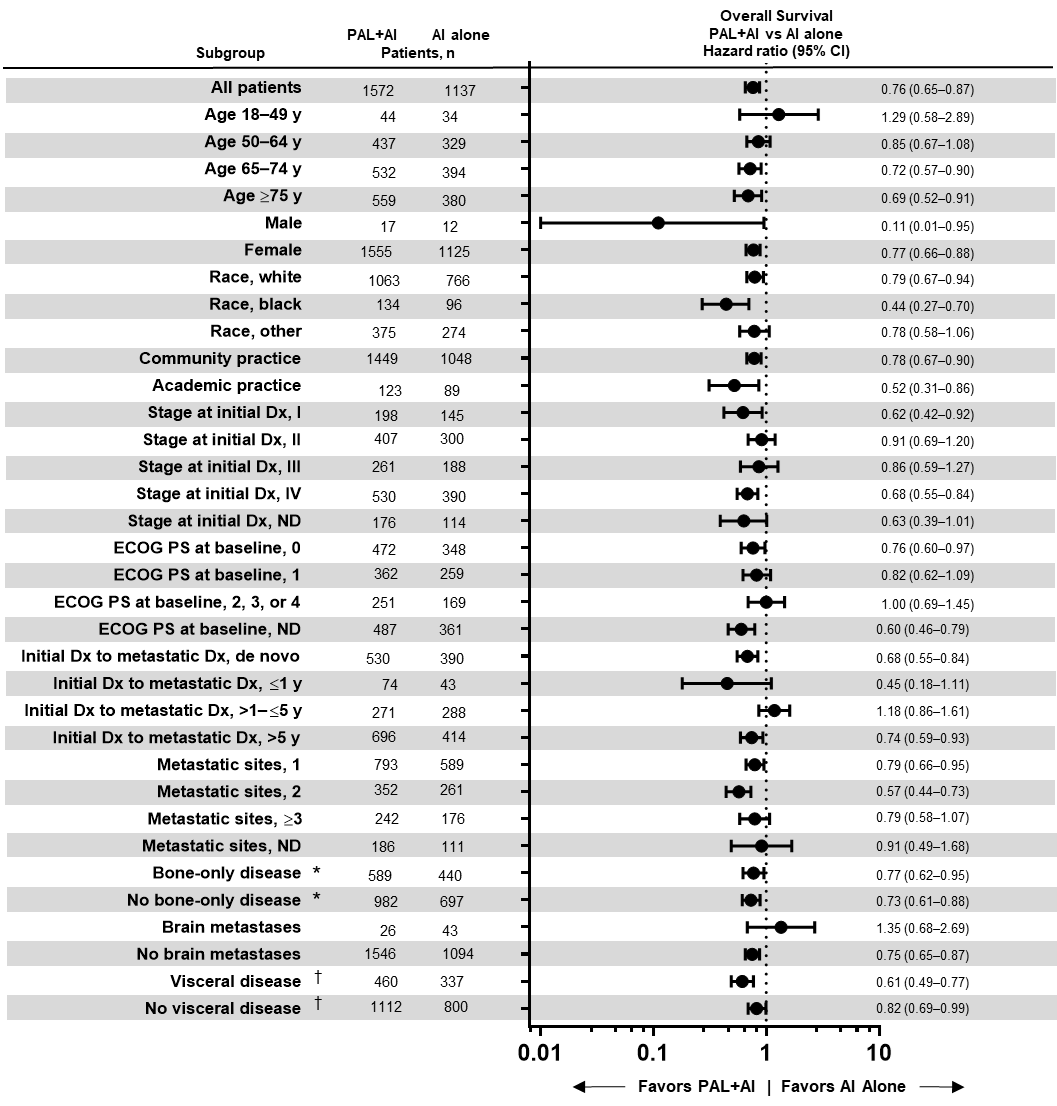 Overall Survival
PAL+AI AI alone PAL+AI vs AI alone
Subgroup Patients, n Hazard ratio (95% CI)
All patients 1572 1137 0.76 (0.65–0.87)
Age 18–49 y 44 34 1.29 (0.58–2.89)
Age 50–64 y 437 329 0.85 (0.67–1.08)
Age 65–74 y 532 394 0.72 (0.57–0.90)
Age ≥75 y 559 380 0.69 (0.52–0.91)
Male 17 12 0.11 (0.01–0.95)
Female 1555 1125 0.77 (0.66–0.88)
Race, white 1063 766 0.79 (0.67–0.94)
Race, black 134 96 0.44 (0.27–0.70)
Race, other 375 274 0.78 (0.58–1.06)
Community practice 1449 1048 0.78 (0.67–0.90)
Academic practice 123 89 0.52 (0.31–0.86)
Stage at initial Dx, I 198 145 0.62 (0.42–0.92)
Stage at initial Dx, II 407 300 0.91 (0.69–1.20)
Stage at initial Dx, III 261 188 0.86 (0.59–1.27)
Stage at initial Dx, IV 530 390 0.68 (0.55–0.84)
Stage at initial Dx, ND 176 114 0.63 (0.39–1.01)
ECOG PS at baseline, 0 472 348 0.76 (0.60–0.97)
ECOG PS at baseline, 1 362 259 0.82 (0.62–1.09)
ECOG PS at baseline, 2, 3, or 4 251 169 1.00 (0.69–1.45)
ECOG PS at baseline, ND 487 361 0.60 (0.46–0.79)
Initial Dx to metastatic Dx, de novo 530 390 0.68 (0.55–0.84)
Initial Dx to metastatic Dx, ≤1 y 74 43 0.45 (0.18–1.11)
Initial Dx to metastatic Dx, >1–≤5 y 271 288 1.18 (0.86–1.61)
Initial Dx to metastatic Dx, >5 y 696 414 0.74 (0.59–0.93)
Metastatic sites, 1 793 589 0.79 (0.66–0.95)
Metastatic sites, 2 352 261 0.57 (0.44–0.73)
Metastatic sites, ≥3 242 176 0.79 (0.58–1.07)
Metastatic sites, ND 186 111 0.91 (0.49–1.68)
Bone-only disease * 589 440 0.77 (0.62–0.95)
No bone-only disease * 982 697 0.73 (0.61–0.88)
Brain metastases 26 43 1.35 (0.68–2.69)
No brain metastases 1546 1094 0.75 (0.65–0.87)
Visceral disease † 460 337 0.61 (0.49–0.77)
No visceral disease † 1112 800 0.82 (0.69–0.99)
0.01 0.1 1 10
Favors PAL+AI | Favors AI Alone